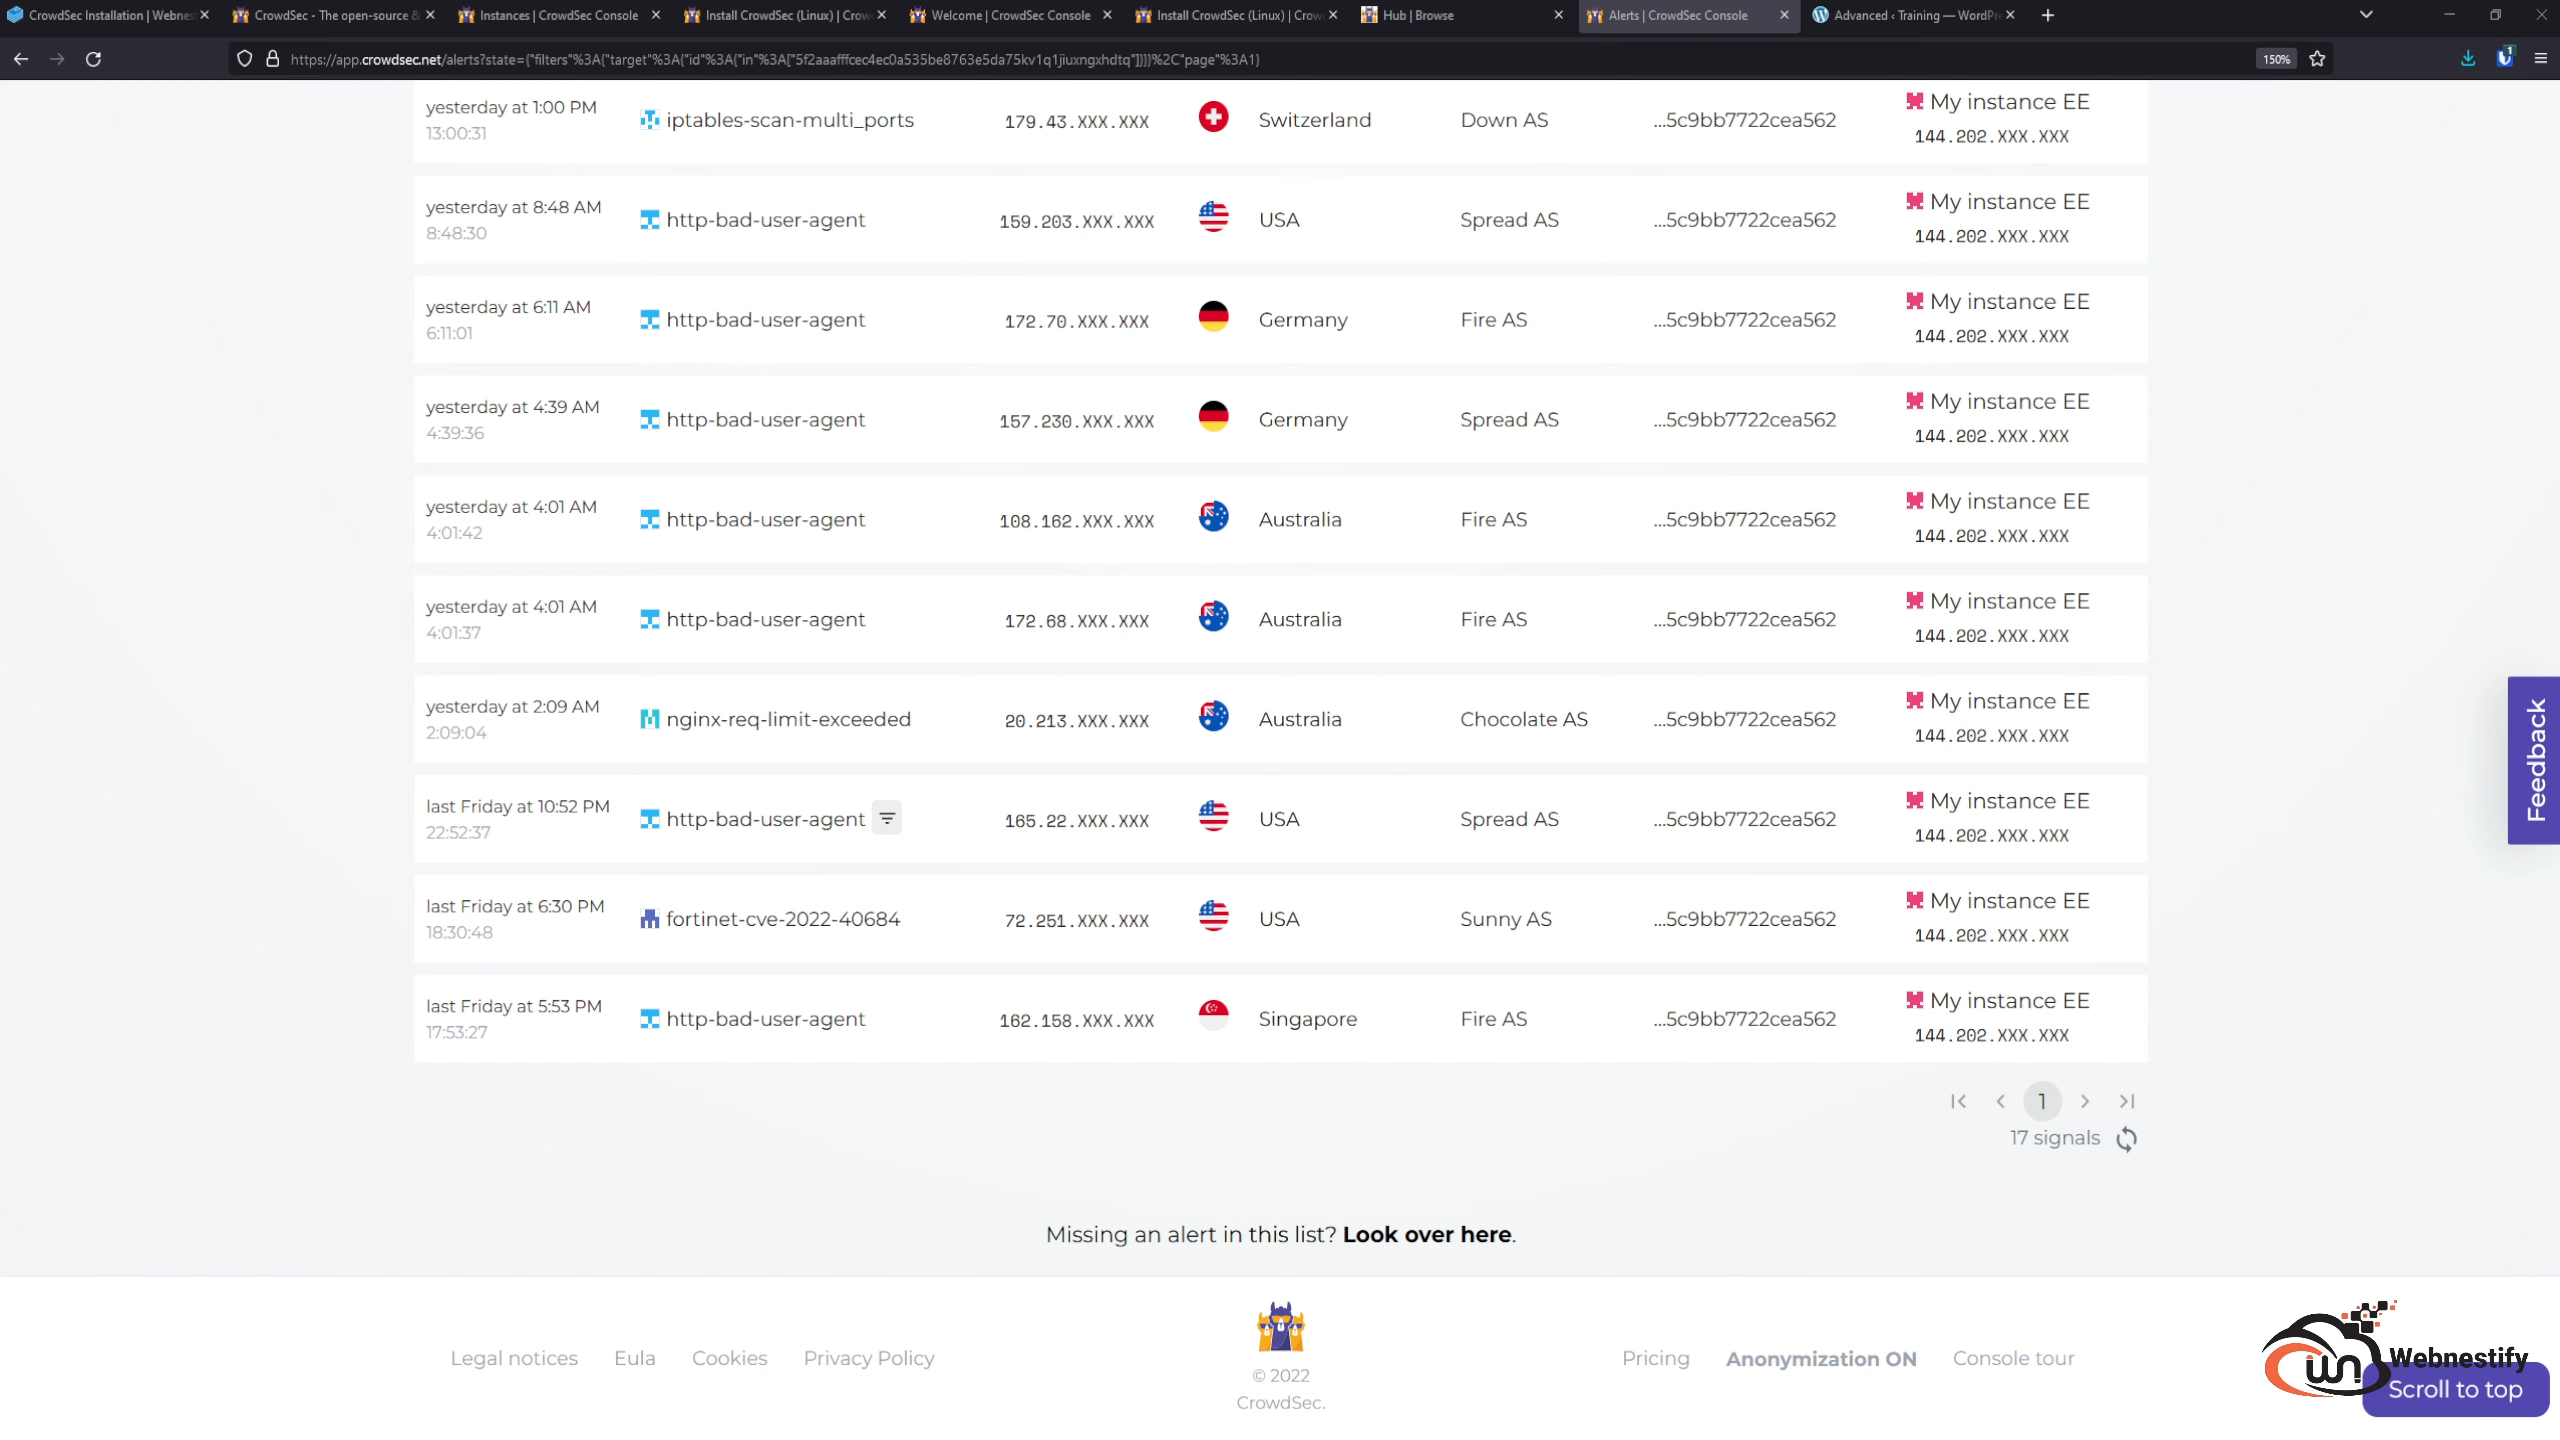 CrowdSec Installation | Webnes
CrowdSec - The open-source &
Instances | CrowdSec Console
Install CrowdSec (Linux) | Crow
Welcome | CrowdSec Console
Install CrowdSec (Linux) | Crow
Hub | Browse
Alerts | CrowdSec Console
Advanced ‹ Training — WordPr
https://app.crowdsec.net/alerts?state={"filters"%3A{"target"%3A{"id"%3A{"in"%3A["5f2aaafffcec4ec0a535be8763e5da75kv1q1jiuxngxhdtq"]}}}%2C"page"%3A1}
150%
1
yesterday at 1:00 PM
13:00:31
iptables-scan-multi_ports
179.43.XXX.XXX
Switzerland
Down AS
...5c9bb7722cea562
My instance EE
144.202.XXX.XXX
yesterday at 8:48 AM
8:48:30
http-bad-user-agent
159.203.XXX.XXX
USA
Spread AS
...5c9bb7722cea562
My instance EE
144.202.XXX.XXX
yesterday at 6:11 AM
6:11:01
http-bad-user-agent
172.70.XXX.XXX
Germany
Fire AS
...5c9bb7722cea562
My instance EE
144.202.XXX.XXX
yesterday at 4:39 AM
4:39:36
http-bad-user-agent
157.230.XXX.XXX
Germany
Spread AS
...5c9bb7722cea562
My instance EE
144.202.XXX.XXX
yesterday at 4:01 AM
4:01:42
http-bad-user-agent
108.162.XXX.XXX
Australia
Fire AS
...5c9bb7722cea562
My instance EE
144.202.XXX.XXX
yesterday at 4:01 AM
4:01:37
http-bad-user-agent
172.68.XXX.XXX
Australia
Fire AS
...5c9bb7722cea562
My instance EE
144.202.XXX.XXX
yesterday at 2:09 AM
2:09:04
nginx-req-limit-exceeded
20.213.XXX.XXX
Australia
Chocolate AS
...5c9bb7722cea562
My instance EE
144.202.XXX.XXX
last Friday at 10:52 PM
22:52:37
http-bad-user-agent
165.22.XXX.XXX
USA
Spread AS
...5c9bb7722cea562
My instance EE
144.202.XXX.XXX
last Friday at 6:30 PM
18:30:48
fortinet-cve-2022-40684
72.251.XXX.XXX
USA
Sunny AS
...5c9bb7722cea562
My instance EE
144.202.XXX.XXX
last Friday at 5:53 PM
17:53:27
http-bad-user-agent
162.158.XXX.XXX
Singapore
Fire AS
...5c9bb7722cea562
My instance EE
144.202.XXX.XXX
Feedback
1
17 signals
Missing an alert in this list? Look over here.
Legal notices
Eula
Cookies
Privacy Policy
© 2022
CrowdSec.
Pricing
Anonymization ON
Console tour
Webnestify
Scroll to top